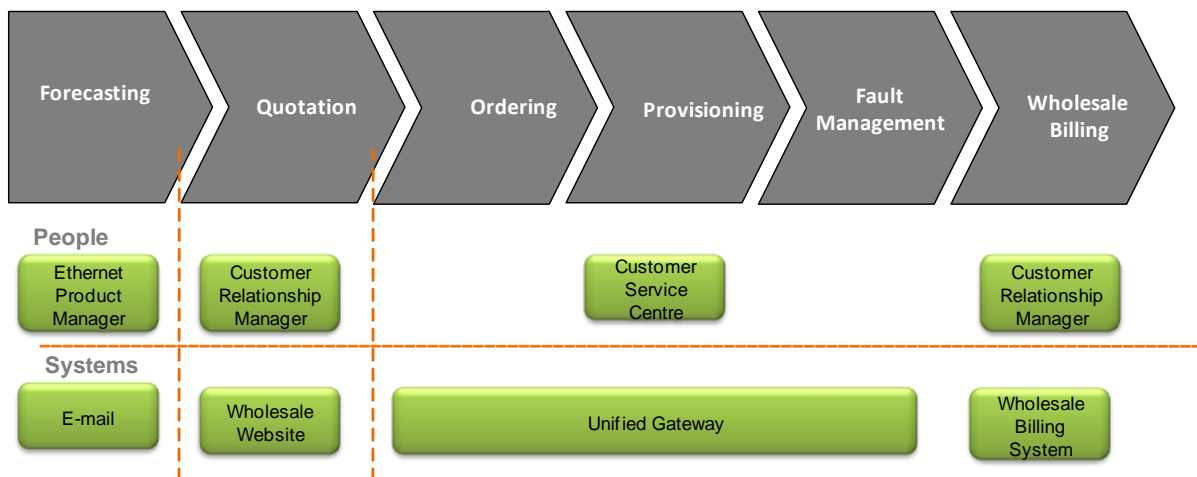 Forecasting
Quotation
Ordering
Provisioning
Fault
Management
Wholesale
Billing
People
Ethernet
Product
Manager
Customer
Relationship
Manager
Customer
Service
Centre
Customer
Relationship
Manager
Systems
E-mail
Wholesale
Website
Unified Gateway
Wholesale
Billing
System